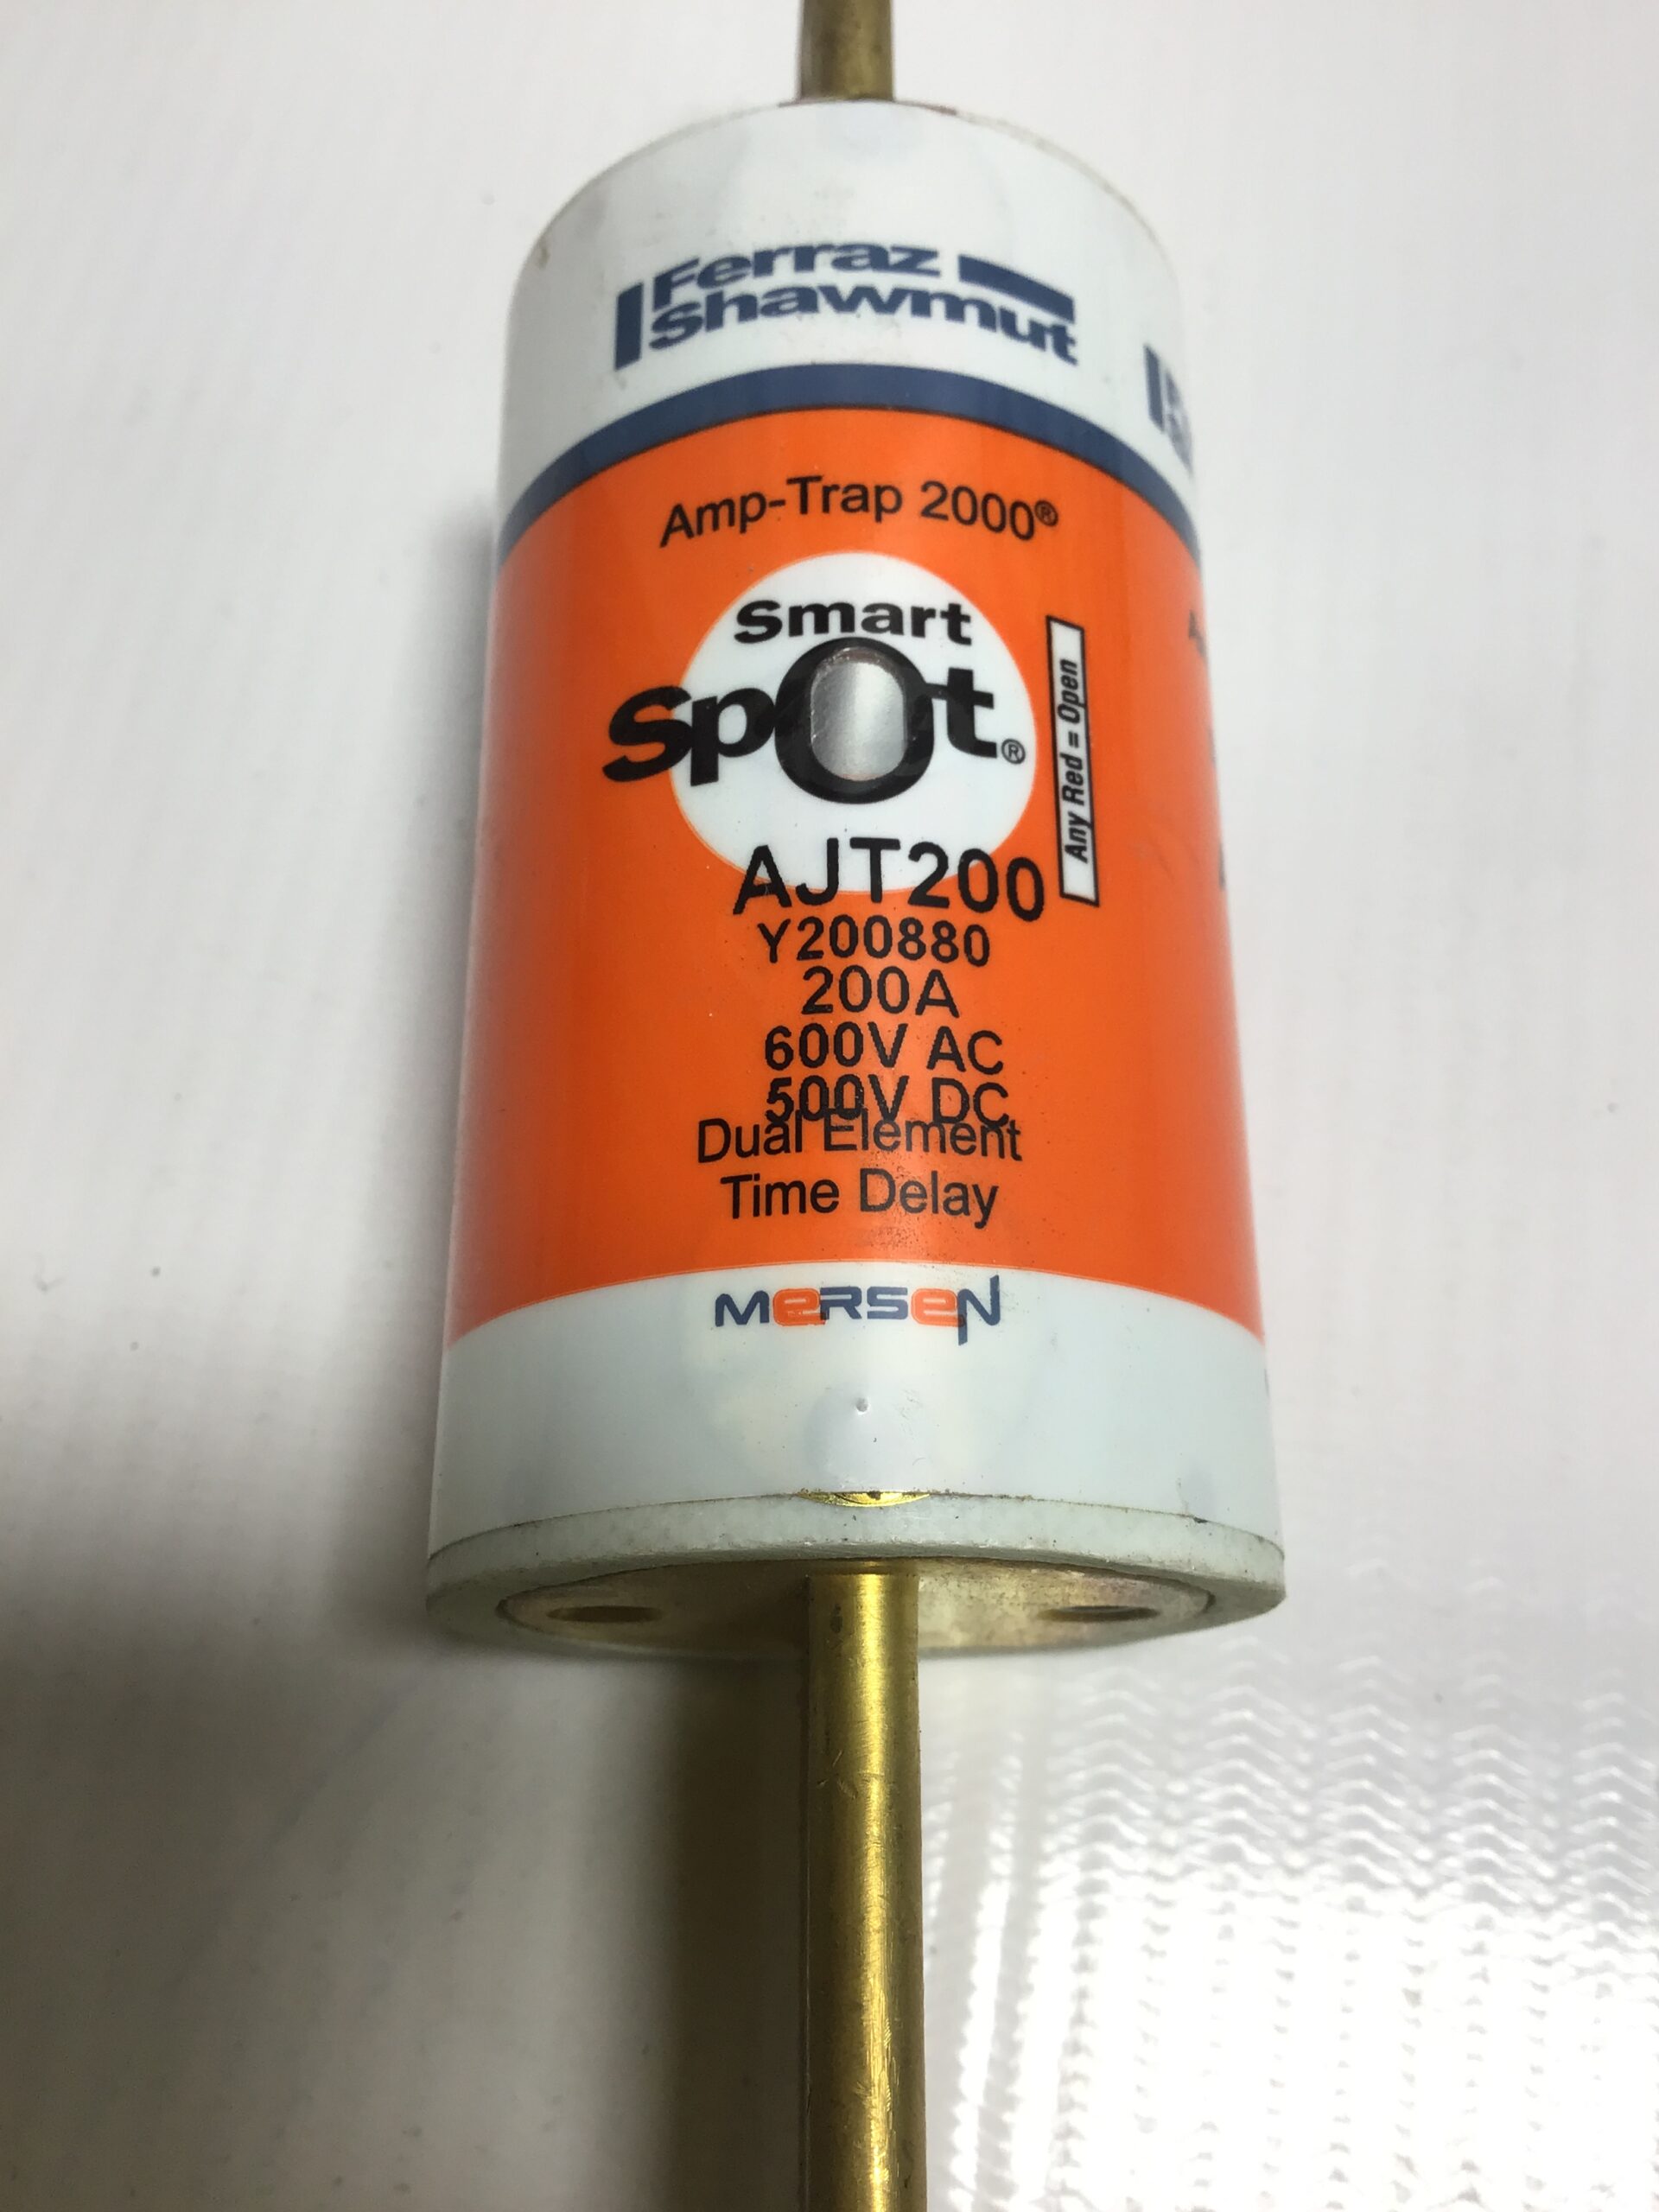 Ferraz
Shawmut
Amp-Trap 2000®
Smart
Spot®
Any Red = Open
AJT200
Y200880
200A
600V AC
500V DC
Dual Element
Time Delay
MERSEN